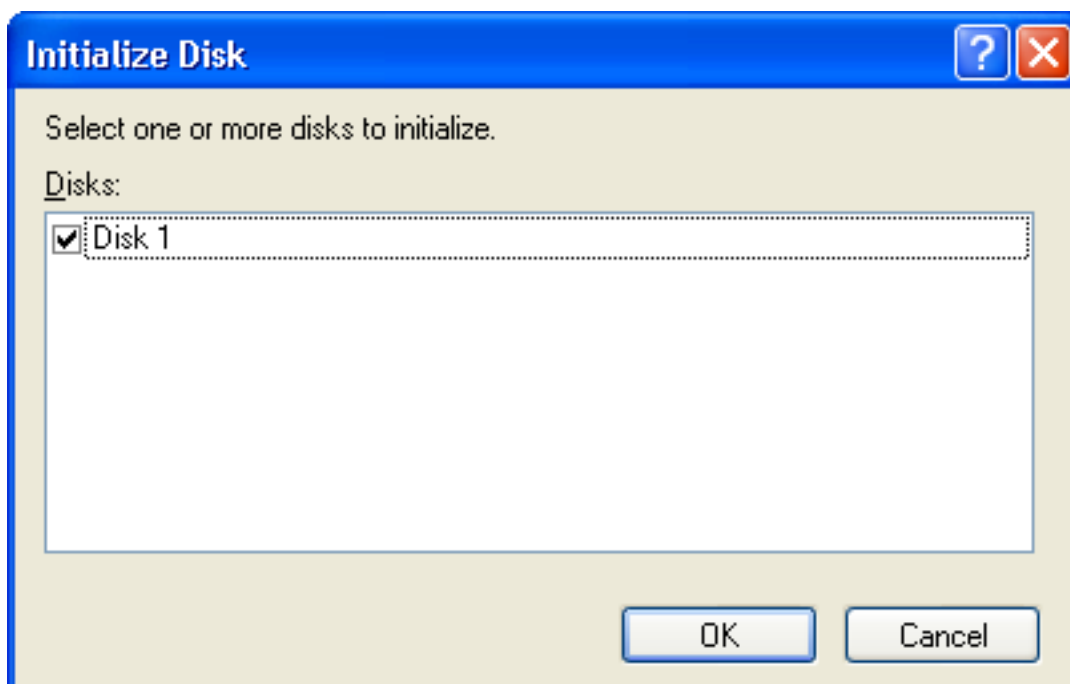 Initialize Disk
Select one or more disks to initialize.
Disks:
Disk 1
OK Cancel